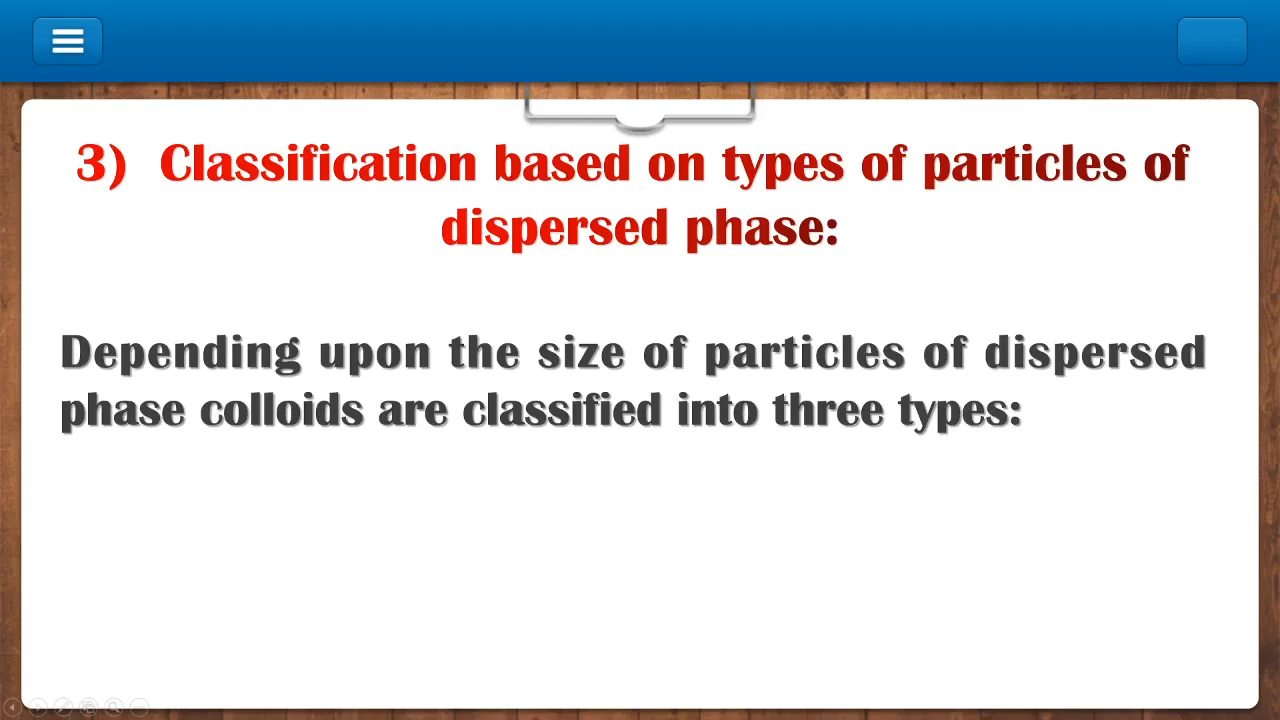 3) Classification based on types of particles of
dispersed phase:
Depending upon the size of particles of dispersed
phase colloids are classified into three types: